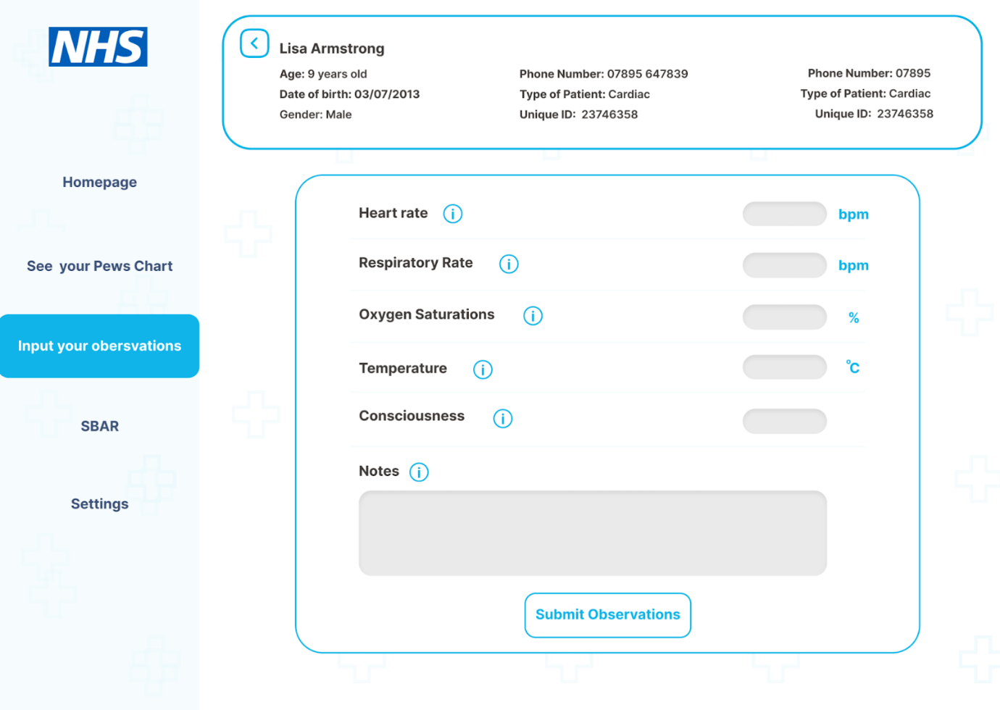 NHS
Homepage
See your Pews Chart
Input your obersvations
SBAR
Settings
Lisa Armstrong
Age: 9 years old
Date of birth: 03/07/2013
Gender: Male
Phone Number: 07895 647839
Type of Patient: Cardiac
Unique ID: 23746358
Phone Number: 07895
Type of Patient: Cardiac
Unique ID: 23746358
Heart rate i bpm
Respiratory Rate i bpm
Oxygen Saturations i %
Temperature i °C
Consciousness i
Notes i
Submit Observations